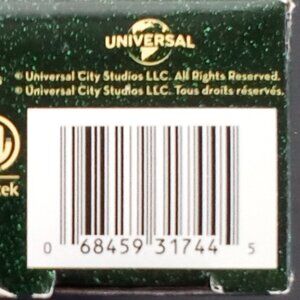 UNIVERSAL
© Universal City Studios LLC. All Rights Reserved.
© Universal City Studios LLC. Tous droits réservés.
tek
0 68459 31744 5